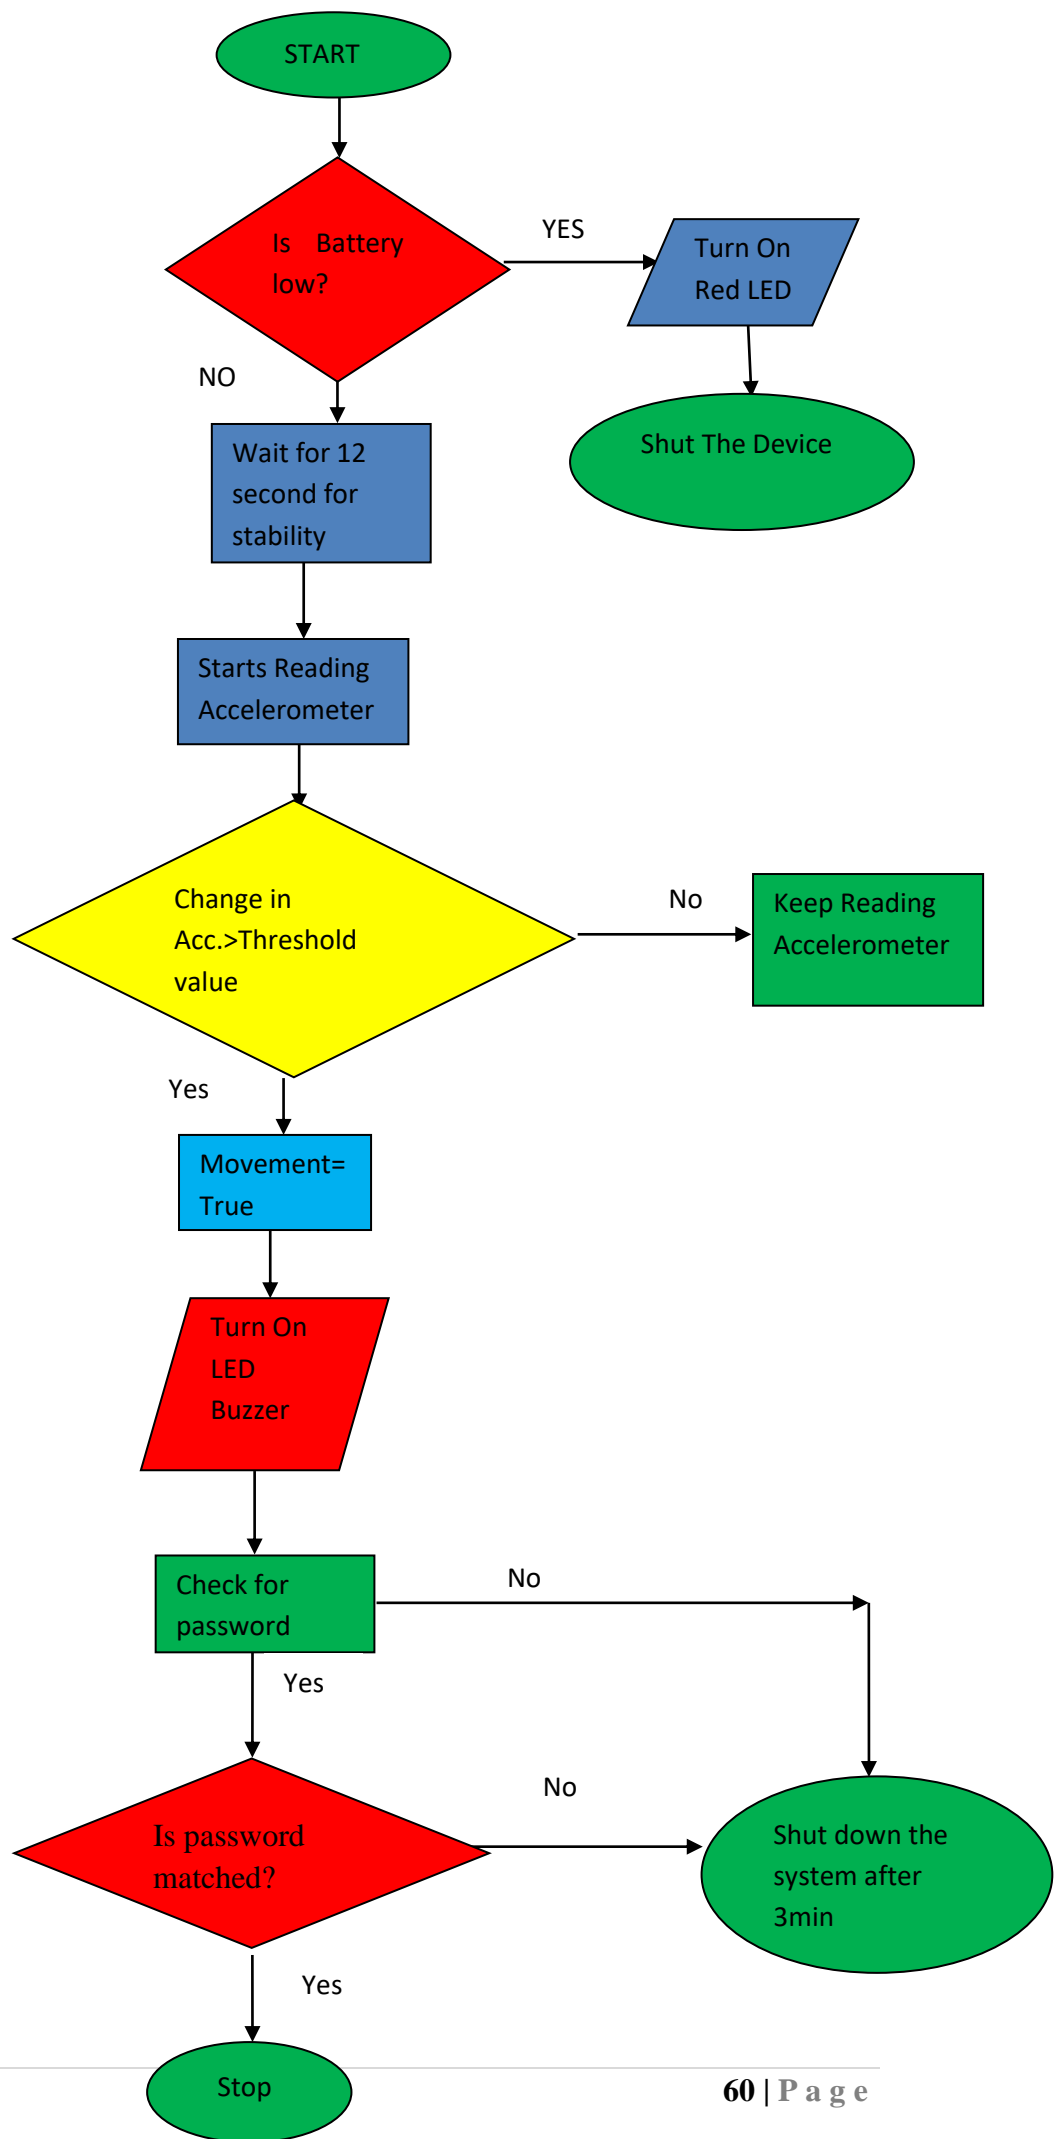 START
Is Battery
low?
YES
Turn On
Red LED
NO
Shut The Device
Wait for 12
second for
stability
Starts Reading
Accelerometer
Change in
Acc.>Threshold
value
No
Keep Reading
Accelerometer
Yes
Movement=
True
Turn On
LED
Buzzer
Check for
password
No
Yes
Is password
matched?
No
Shut down the
system after
3min
Yes
Stop
60 | P a g e